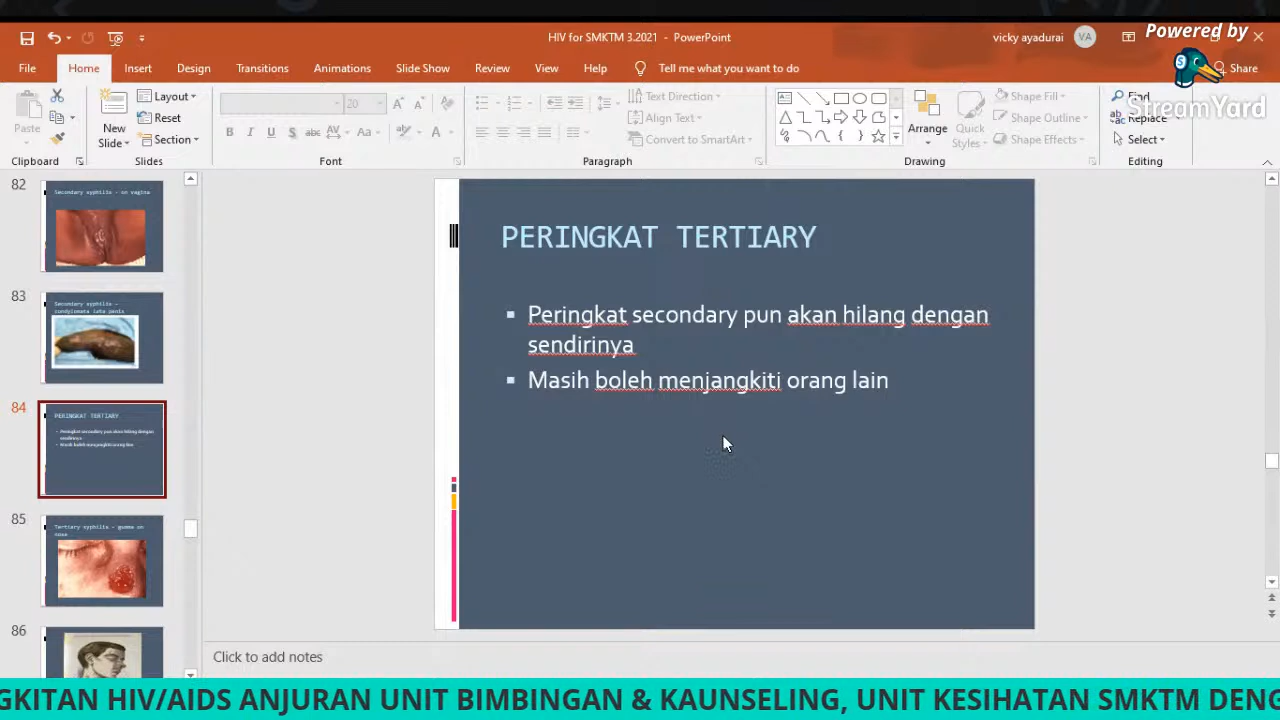 HIV for SMKTM 3.2021 - PowerPoint
vicky ayadurai
VA
Powered by
StreamYard
File
Home
Insert
Design
Transitions
Animations
Slide Show
Review
View
Help
Tell me what you want to do
Share
Paste
New
Slide
Layout
Reset
Section
20
B I U S abc AV Aa A
Text Direction
Align Text
Convert to SmartArt
Arrange
Quick
Styles
Shape Fill
Shape Outline
Shape Effects
Find
Replace
Select
Clipboard
Slides
Font
Paragraph
Drawing
Editing
82
Secondary syphilis - on vagina
83
Secondary syphilis –
condylomata lata penis
84
PERINGKAT TERTIARY
Peringkat secondary pun akan hilang dengan
sendirinya
Masih boleh menjangkiti orang lain
85
Tertiary syphilis - gumma on
nose
86
PERINGKAT TERTIARY
Peringkat secondary pun akan hilang dengan
sendirinya
Masih boleh menjangkiti orang lain
Click to add notes
GKITAN HIV/AIDS ANJURAN UNIT BIMBINGAN & KAUNSELING, UNIT KESIHATAN SMKTM DENG